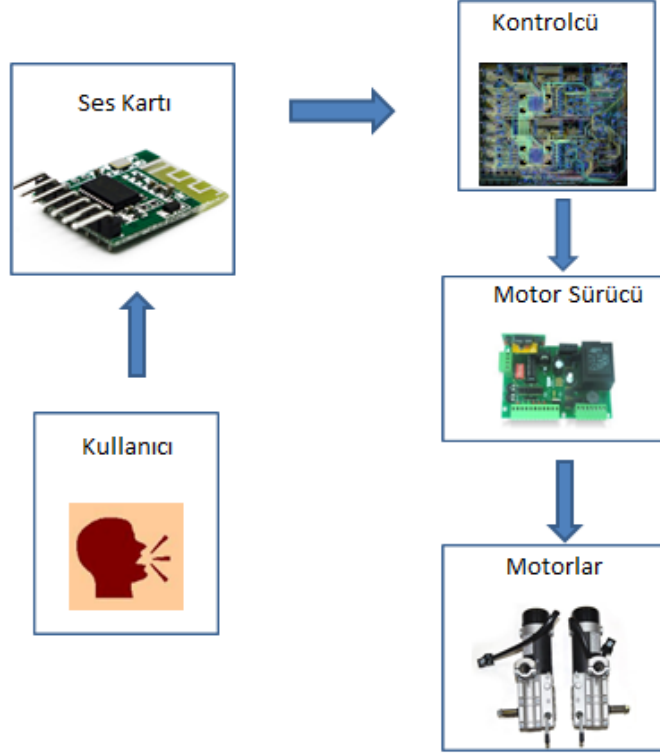 Kontrolcü
Ses Kartı
Motor Sürücü
Kullanıcı
Motorlar